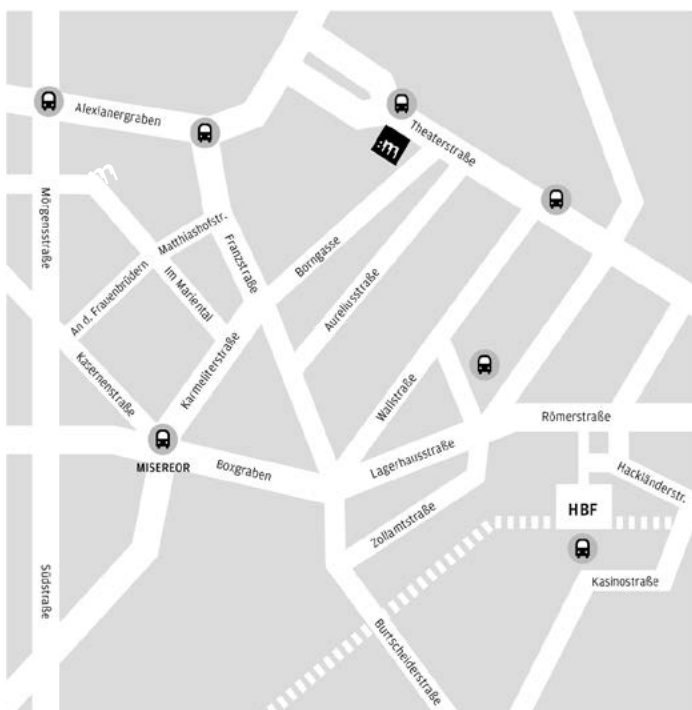 Alexianergraben
Theaterstraße
:m
m
Mörgensstraße
Matthiashofstr.
Franzstraße
Borngasse
An d. Frauenbrüdern
Im Mariental
Aureliusstraße
Kasernenstraße
Karmeliterstraße
Wallstraße
Römerstraße
MISEREOR
Boxgraben
Lagerhausstraße
Hackländerstr.
HBF
Zollamtstraße
Südstraße
Kasinostraße
Burtscheiderstraße